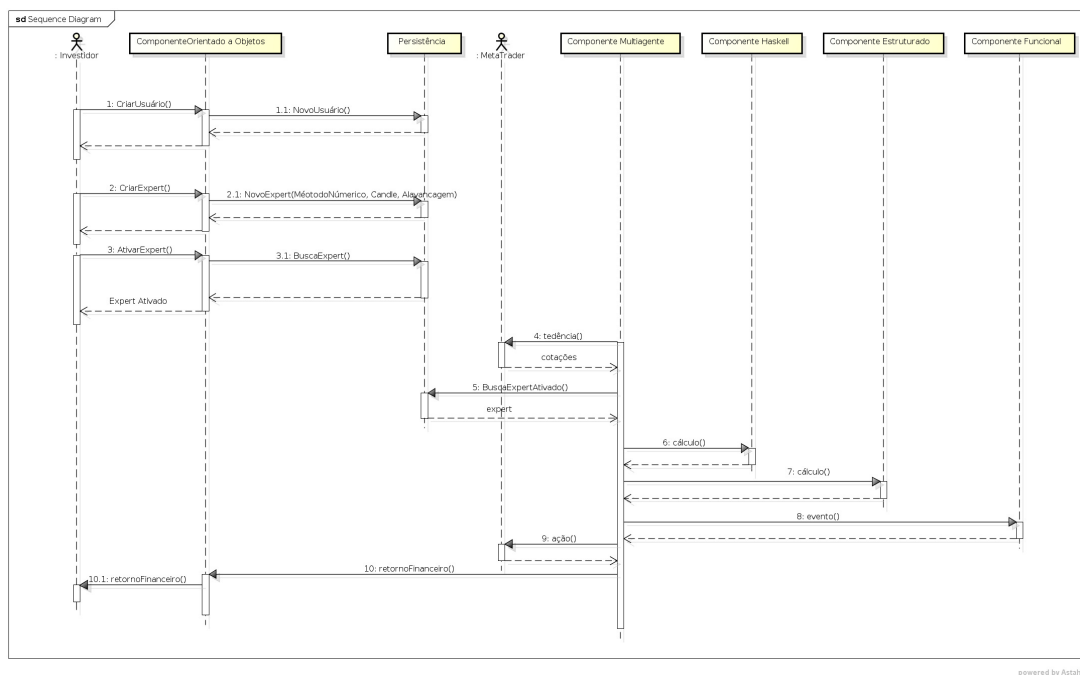 sd Sequence Diagram
: Investidor
ComponenteOrientado a Objetos
Persistência
: MetaTrader
Componente Multiagente
Componente Haskell
Componente Estruturado
Componente Funcional
1: CriarUsuário()
1.1: NovoUsuário()
2: CriarExpert()
2.1: NovoExpert(MéotodoNúmerico, Candle, Alavancagem)
3: AtivarExpert()
3.1: BuscaExpert()
Expert Ativado
4: tedência()
cotações
5: BuscaExpertAtivado()
expert
6: cálculo()
7: cálculo()
8: evento()
9: ação()
10: retornoFinanceiro()
10.1: retornoFinanceiro()
powered by Astah